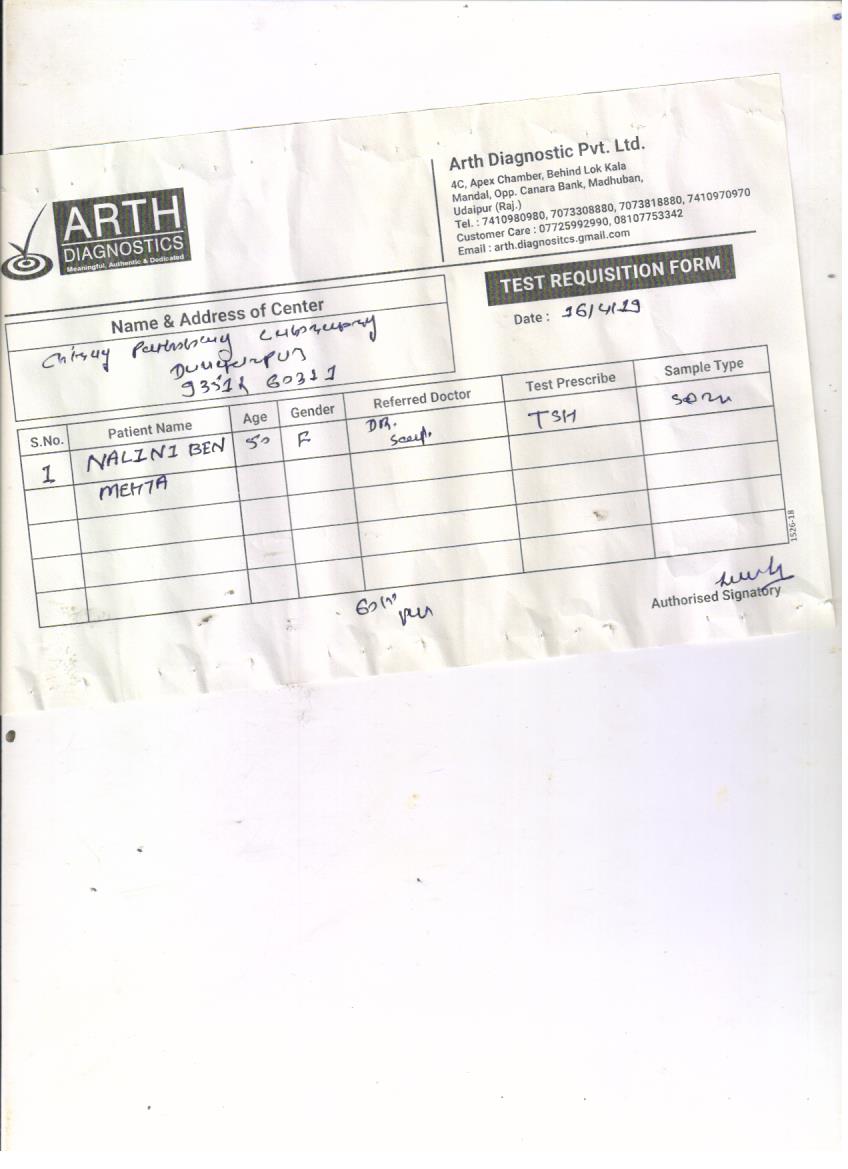 ARTH
DIAGNOSTICS
Meaningful, Authentic & Dedicated
Arth Diagnostic Pvt. Ltd.
4C, Apex Chamber, Behind Lok Kala
Mandal, Opp. Canara Bank, Madhuban,
Udaipur (Raj.)
Tel. : 7410980980, 7073308880, 7073818880, 7410970970
Customer Care : 07725992990, 08107753342
Email : arth.diagnositcs.gmail.com
TEST REQUISITION FORM
Date : 16/4/19
Name & Address of Center
Dungarpur
S.No. Patient Name Age Gender Referred Doctor Test Prescribe Sample Type
1 NALINI BEN 50 F DR. TSH
MEHTA
1526-18
Authorised Signatory